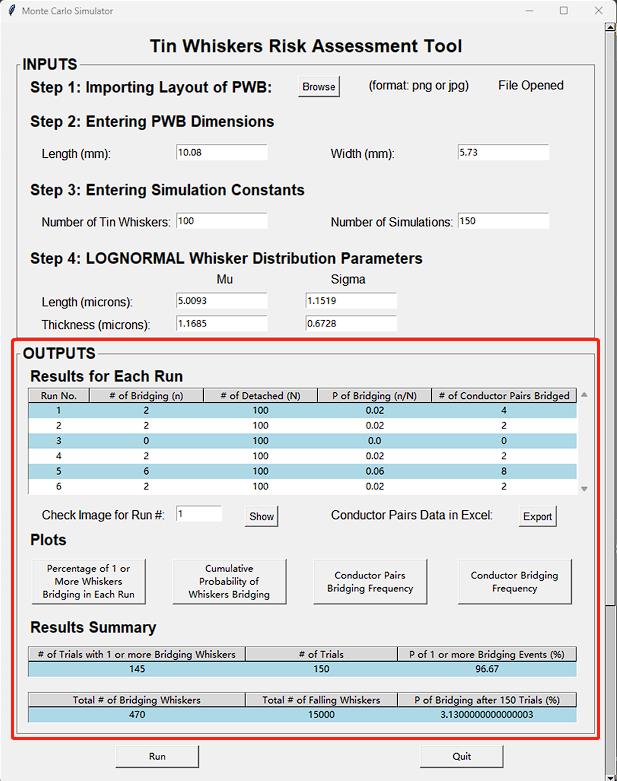 Monte Carlo Simulator
Tin Whiskers Risk Assessment Tool
INPUTS
Step 1: Importing Layout of PWB: Browse (format: png or jpg) File Opened
Step 2: Entering PWB Dimensions
Length (mm): 10.08 Width (mm): 5.73
Step 3: Entering Simulation Constants
Number of Tin Whiskers: 100 Number of Simulations: 150
Step 4: LOGNORMAL Whisker Distribution Parameters
Mu Sigma
Length (microns): 5.0093 1.1519
Thickness (microns): 1.1685 0.6728
OUTPUTS
Results for Each Run
Run No. # of Bridging (n) # of Detached (N) P of Bridging (n/N) # of Conductor Pairs Bridged
1 2 100 0.02 4
2 2 100 0.02 2
3 0 100 0.0 0
4 2 100 0.02 2
5 6 100 0.06 8
6 2 100 0.02 2
Check Image for Run #: 1 Show Conductor Pairs Data in Excel: Export
Plots
Percentage of 1 or
More Whiskers
Bridging in Each Run
Cumulative
Probability of
Whiskers Bridging
Conductor Pairs
Bridging Frequency
Conductor Bridging
Frequency
Results Summary
# of Trials with 1 or more Bridging Whiskers # of Trials P of 1 or more Bridging Events (%)
145 150 96.67
Total # of Bridging Whiskers Total # of Falling Whiskers P of Bridging after 150 Trials (%)
470 15000 3.1300000000000003
Run Quit